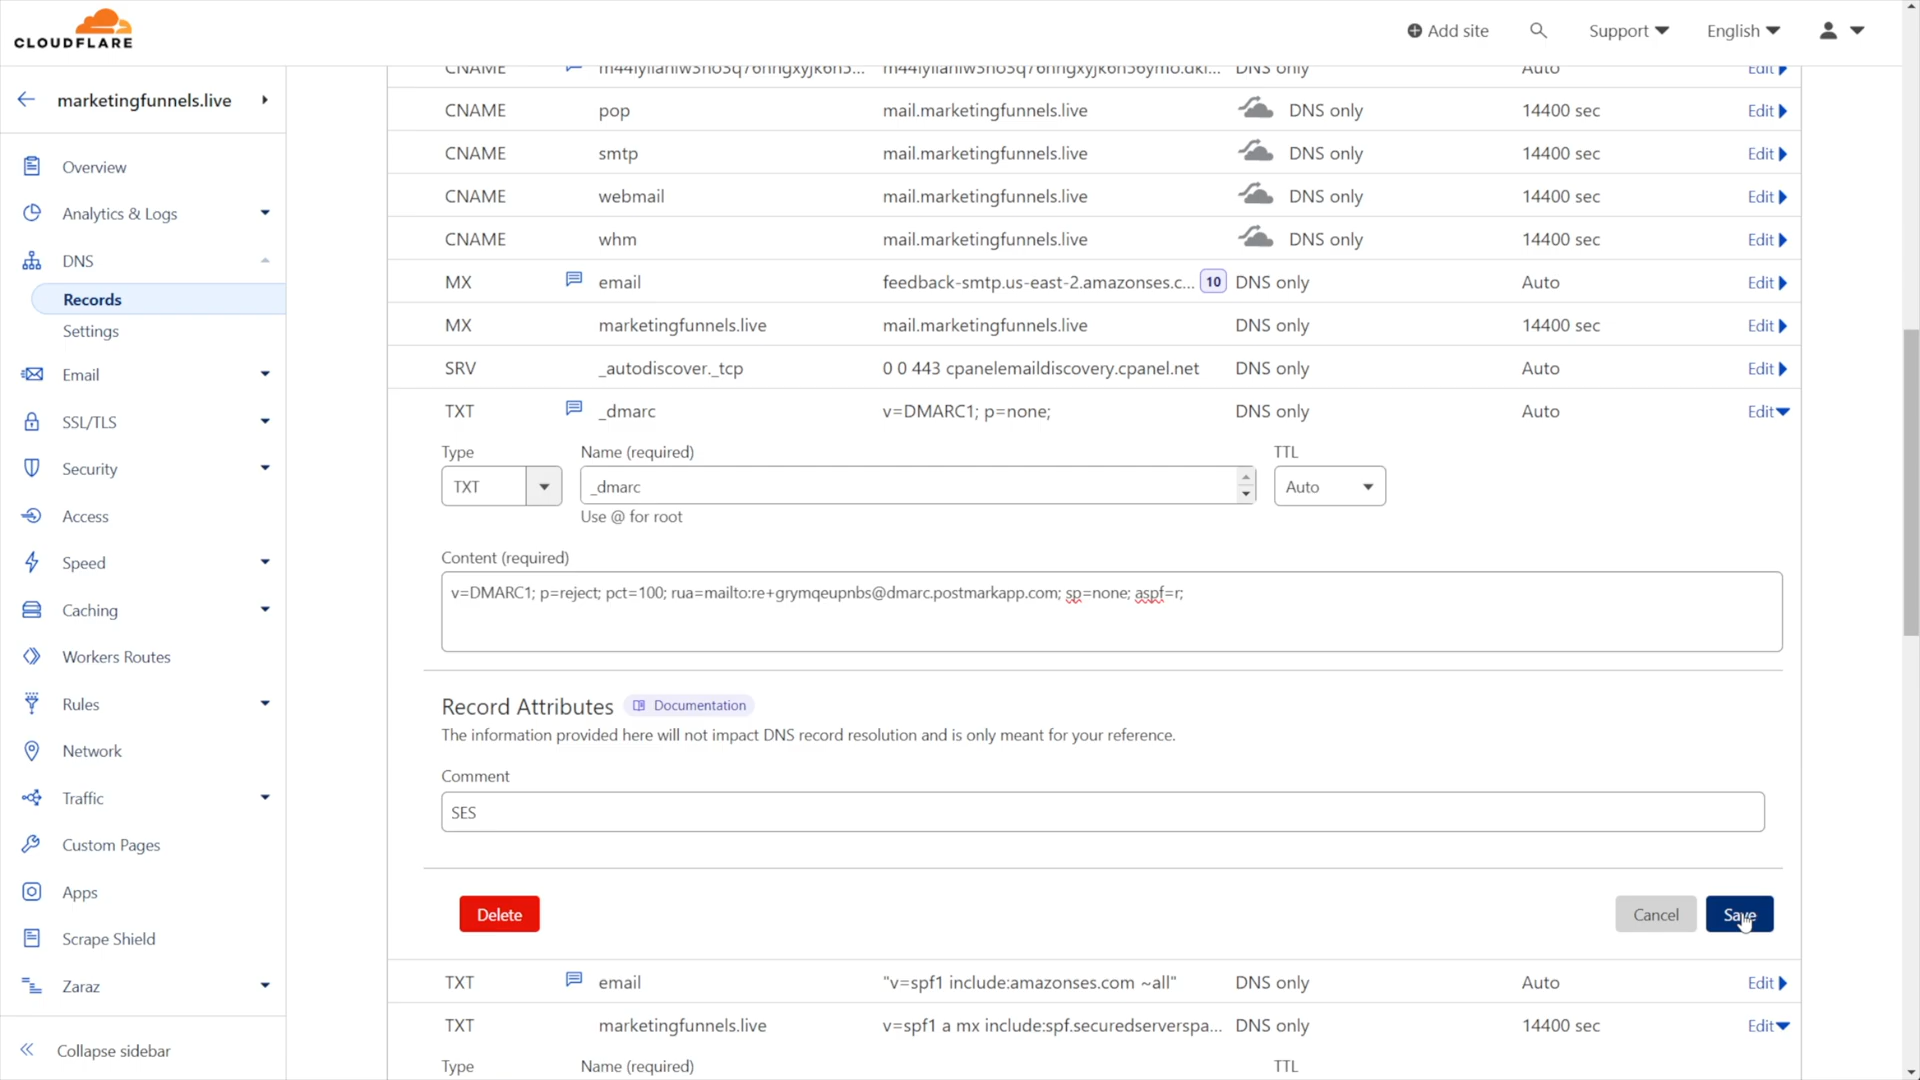 CLOUDFLARE
Add site
Support
English
marketingfunnels.live
Overview
Analytics & Logs
DNS
Records
Settings
Email
SSL/TLS
Security
Access
Speed
Caching
Workers Routes
Rules
Network
Traffic
Custom Pages
Apps
Scrape Shield
Zaraz
Collapse sidebar
CNAME DNS only Auto Edit
CNAME pop mail.marketingfunnels.live DNS only 14400 sec Edit
CNAME smtp mail.marketingfunnels.live DNS only 14400 sec Edit
CNAME webmail mail.marketingfunnels.live DNS only 14400 sec Edit
CNAME whm mail.marketingfunnels.live DNS only 14400 sec Edit
MX email feedback-smtp.us-east-2.amazonses.c... 10 DNS only Auto Edit
MX marketingfunnels.live mail.marketingfunnels.live DNS only 14400 sec Edit
SRV _autodiscover._tcp 0 0 443 cpanelemaildiscovery.cpanel.net DNS only Auto Edit
TXT _dmarc v=DMARC1; p=none; DNS only Auto Edit
Type Name (required) TTL
TXT _dmarc Auto
Use @ for root
Content (required)
v=DMARC1; p=reject; pct=100; rua=mailto:re+grymqeupnbs@dmarc.postmarkapp.com; sp=none; aspf=r;
Record Attributes Documentation
The information provided here will not impact DNS record resolution and is only meant for your reference.
Comment
SES
Delete Cancel Save
TXT email "v=spf1 include:amazonses.com ~all" DNS only Auto Edit
TXT marketingfunnels.live v=spf1 a mx include:spf.securedserverspa... DNS only 14400 sec Edit
Type Name (required) TTL